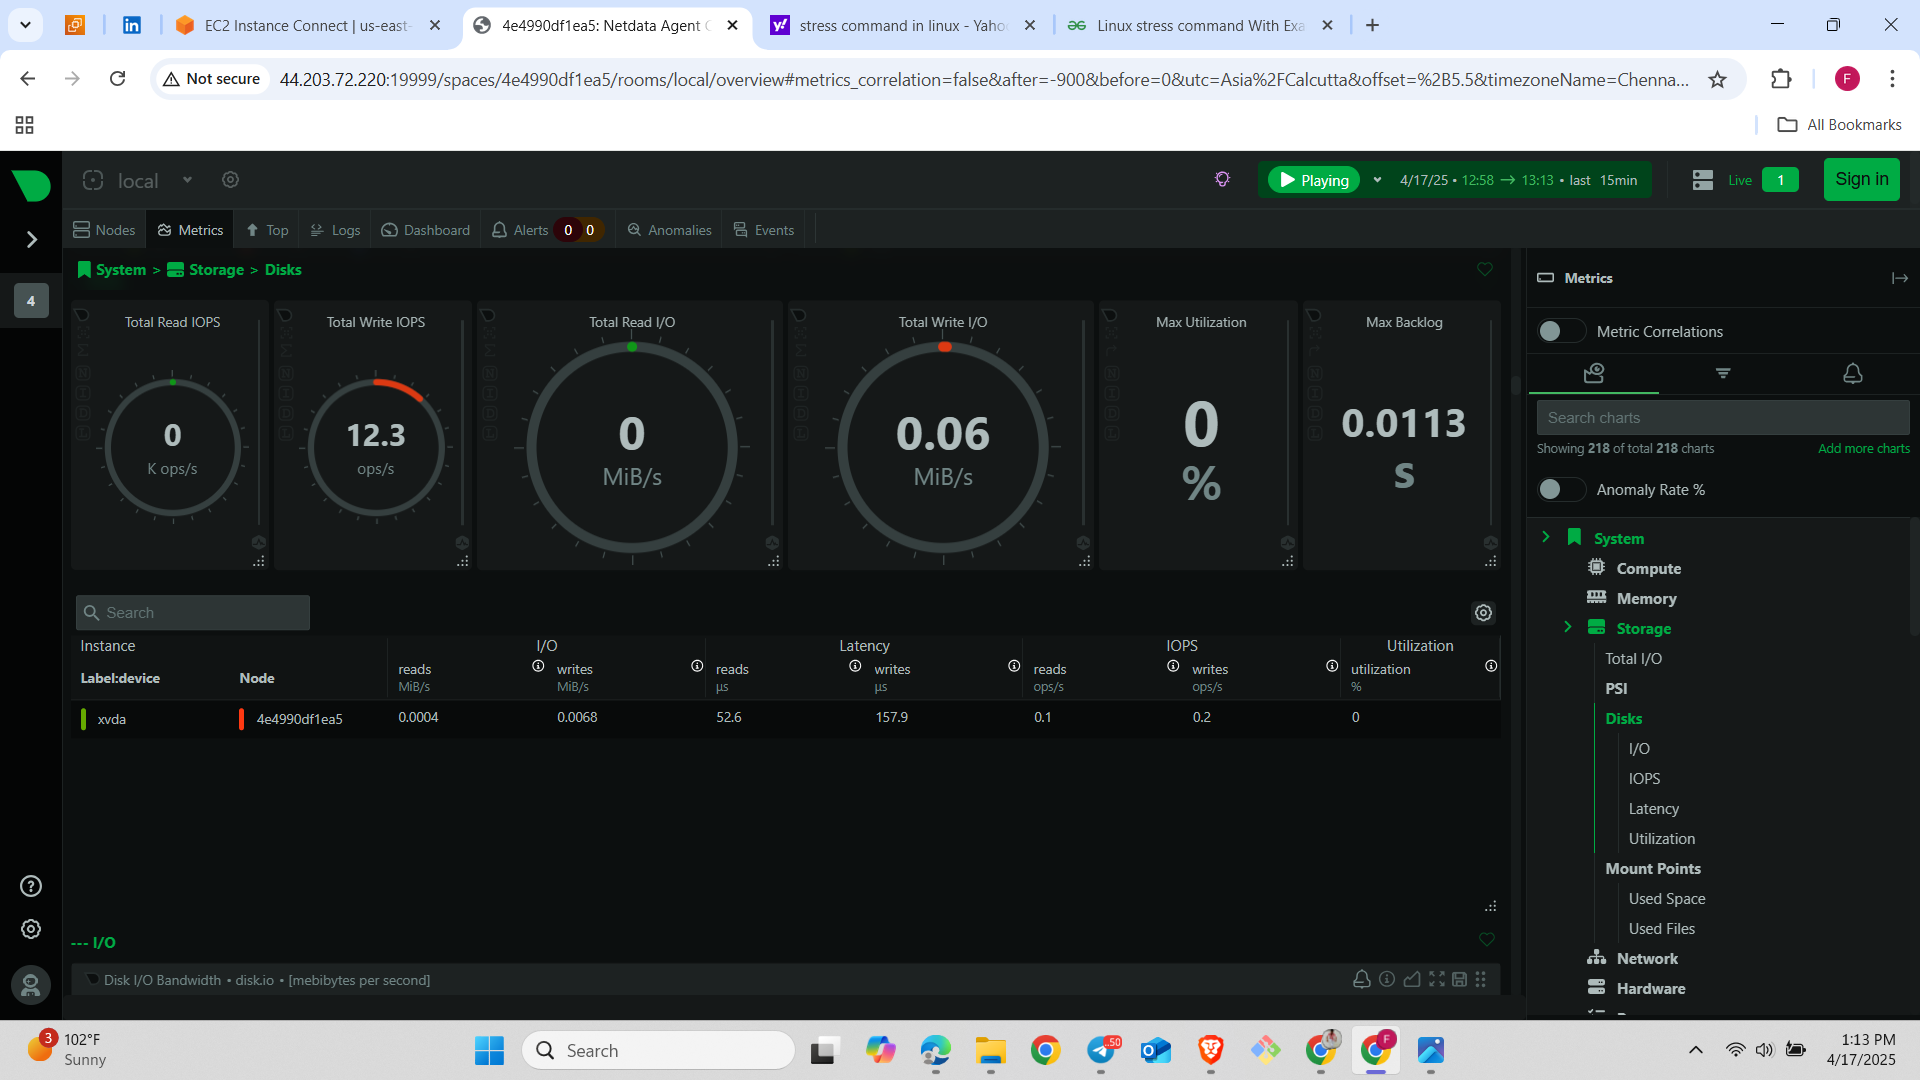 EC2 Instance Connect | us-east-
4e4990df1ea5: Netdata Agent
stress command in linux - Yaho
Linux stress command With Exa
Not secure
44.203.72.220:19999/spaces/4e4990df1ea5/rooms/local/overview#metrics_correlation=false&after=-900&before=0&utc=Asia%2FCalcutta&offset=%2B5.5&timezoneName=Chenna...
F
All Bookmarks
local
Playing
4/17/25 • 12:58 → 13:13 • last 15min
Live
1
Sign in
Nodes
Metrics
Top
Logs
Dashboard
Alerts
0
0
Anomalies
Events
4
System > Storage > Disks
Total Read IOPS
0
K ops/s
Total Write IOPS
12.3
ops/s
Total Read I/O
0
MiB/s
Total Write I/O
0.06
MiB/s
Max Utilization
0
%
Max Backlog
0.0113
s
Search
Instance
I/O
Latency
IOPS
Utilization
Label:device
Node
reads
MiB/s
writes
MiB/s
reads
µs
writes
µs
reads
ops/s
writes
ops/s
utilization
%
xvda
4e4990df1ea5
0.0004
0.0068
52.6
157.9
0.1
0.2
0
--- I/O
Disk I/O Bandwidth • disk.io • [mebibytes per second]
Metrics
Metric Correlations
Search charts
Showing 218 of total 218 charts
Add more charts
Anomaly Rate %
System
Compute
Memory
Storage
Total I/O
PSI
Disks
I/O
IOPS
Latency
Utilization
Mount Points
Used Space
Used Files
Network
Hardware
3
102°F
Sunny
Search
.50
F
1:13 PM
4/17/2025